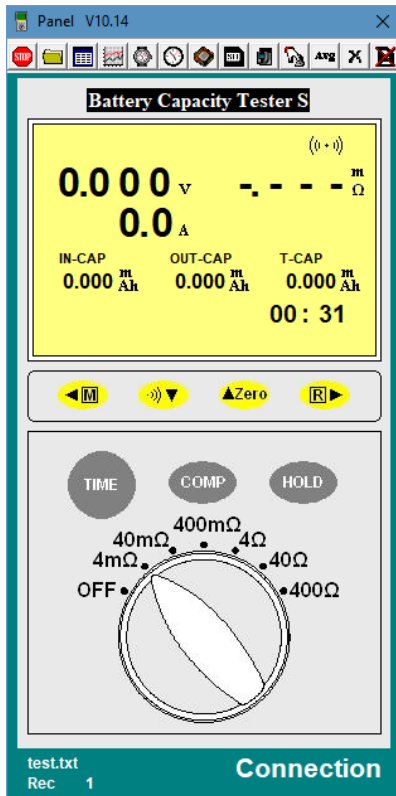 Panel V10.14
STOP
SET
AVG
Battery Capacity Tester S
0.000 V -.--- mΩ
0.0 A
IN-CAP OUT-CAP T-CAP
0.000 mAh 0.000 mAh 0.000 mAh
00: 31
◄M ▼ ▲Zero R►
TIME COMP HOLD
400mΩ
40mΩ 4Ω
4mΩ 40Ω
OFF 400Ω
test.txt
Rec 1
Connection